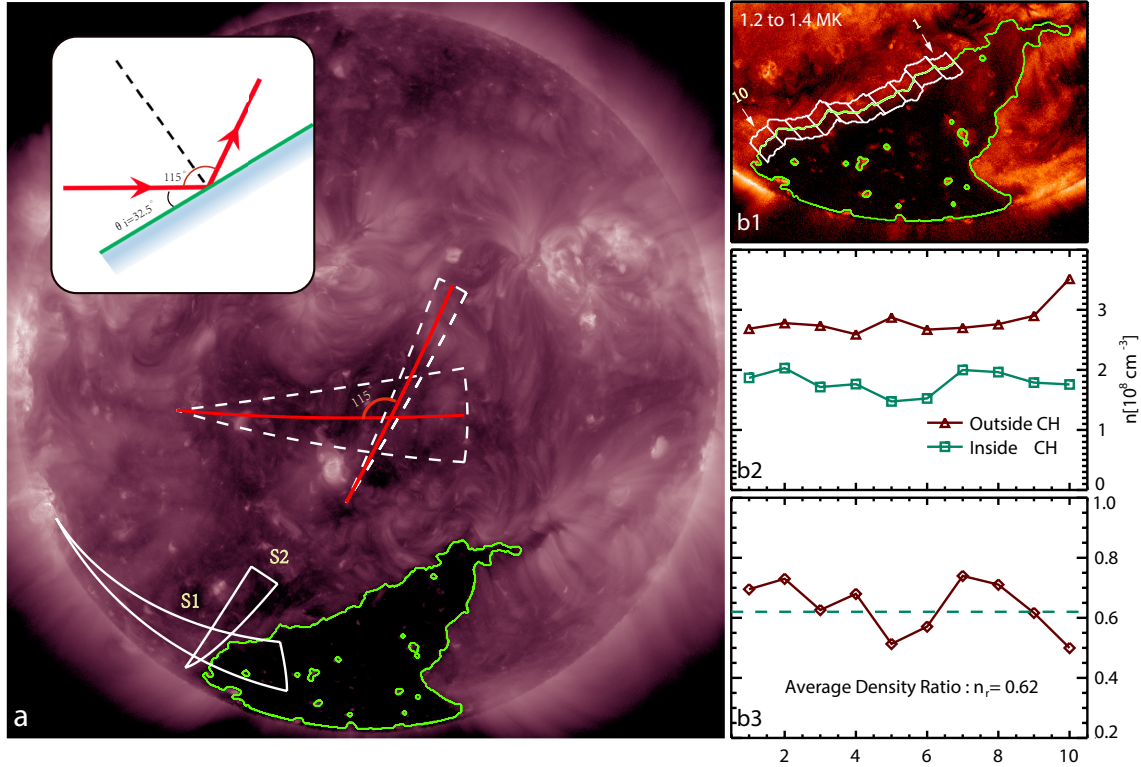 115°
θ i=32.5°
115
S1
S2
a
1.2 to 1.4 MK
1
10
b1
3
2
1
0
n[10⁸ cm ⁻³]
Outside CH
Inside CH
b2
1.0
0.8
0.6
0.4
0.2
Average Density Ratio : nᵣ= 0.62
b3
2 4 6 8 10